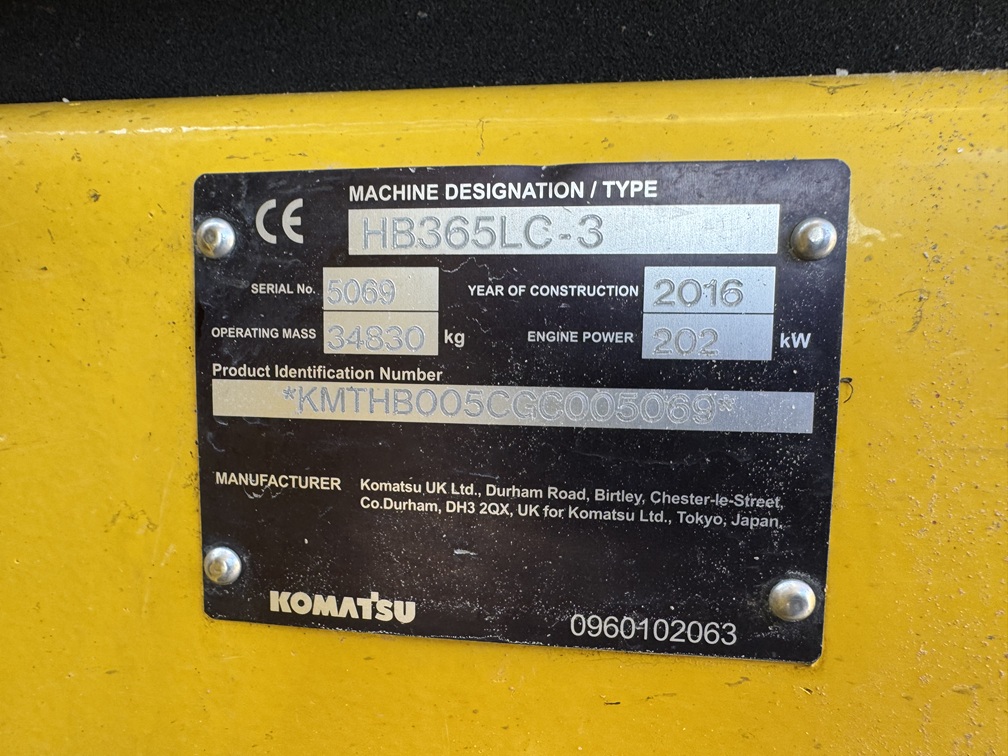 CE
MACHINE DESIGNATION / TYPE
HB365LC-3
SERIAL No. 5069 YEAR OF CONSTRUCTION 2016
OPERATING MASS 34830 kg ENGINE POWER 202 kW
Product Identification Number
*KMTHB005CGC005069*
MANUFACTURER Komatsu UK Ltd., Durham Road, Birtley, Chester-le-Street,
Co.Durham, DH3 2QX, UK for Komatsu Ltd., Tokyo, Japan.
KOMATSU
0960102063